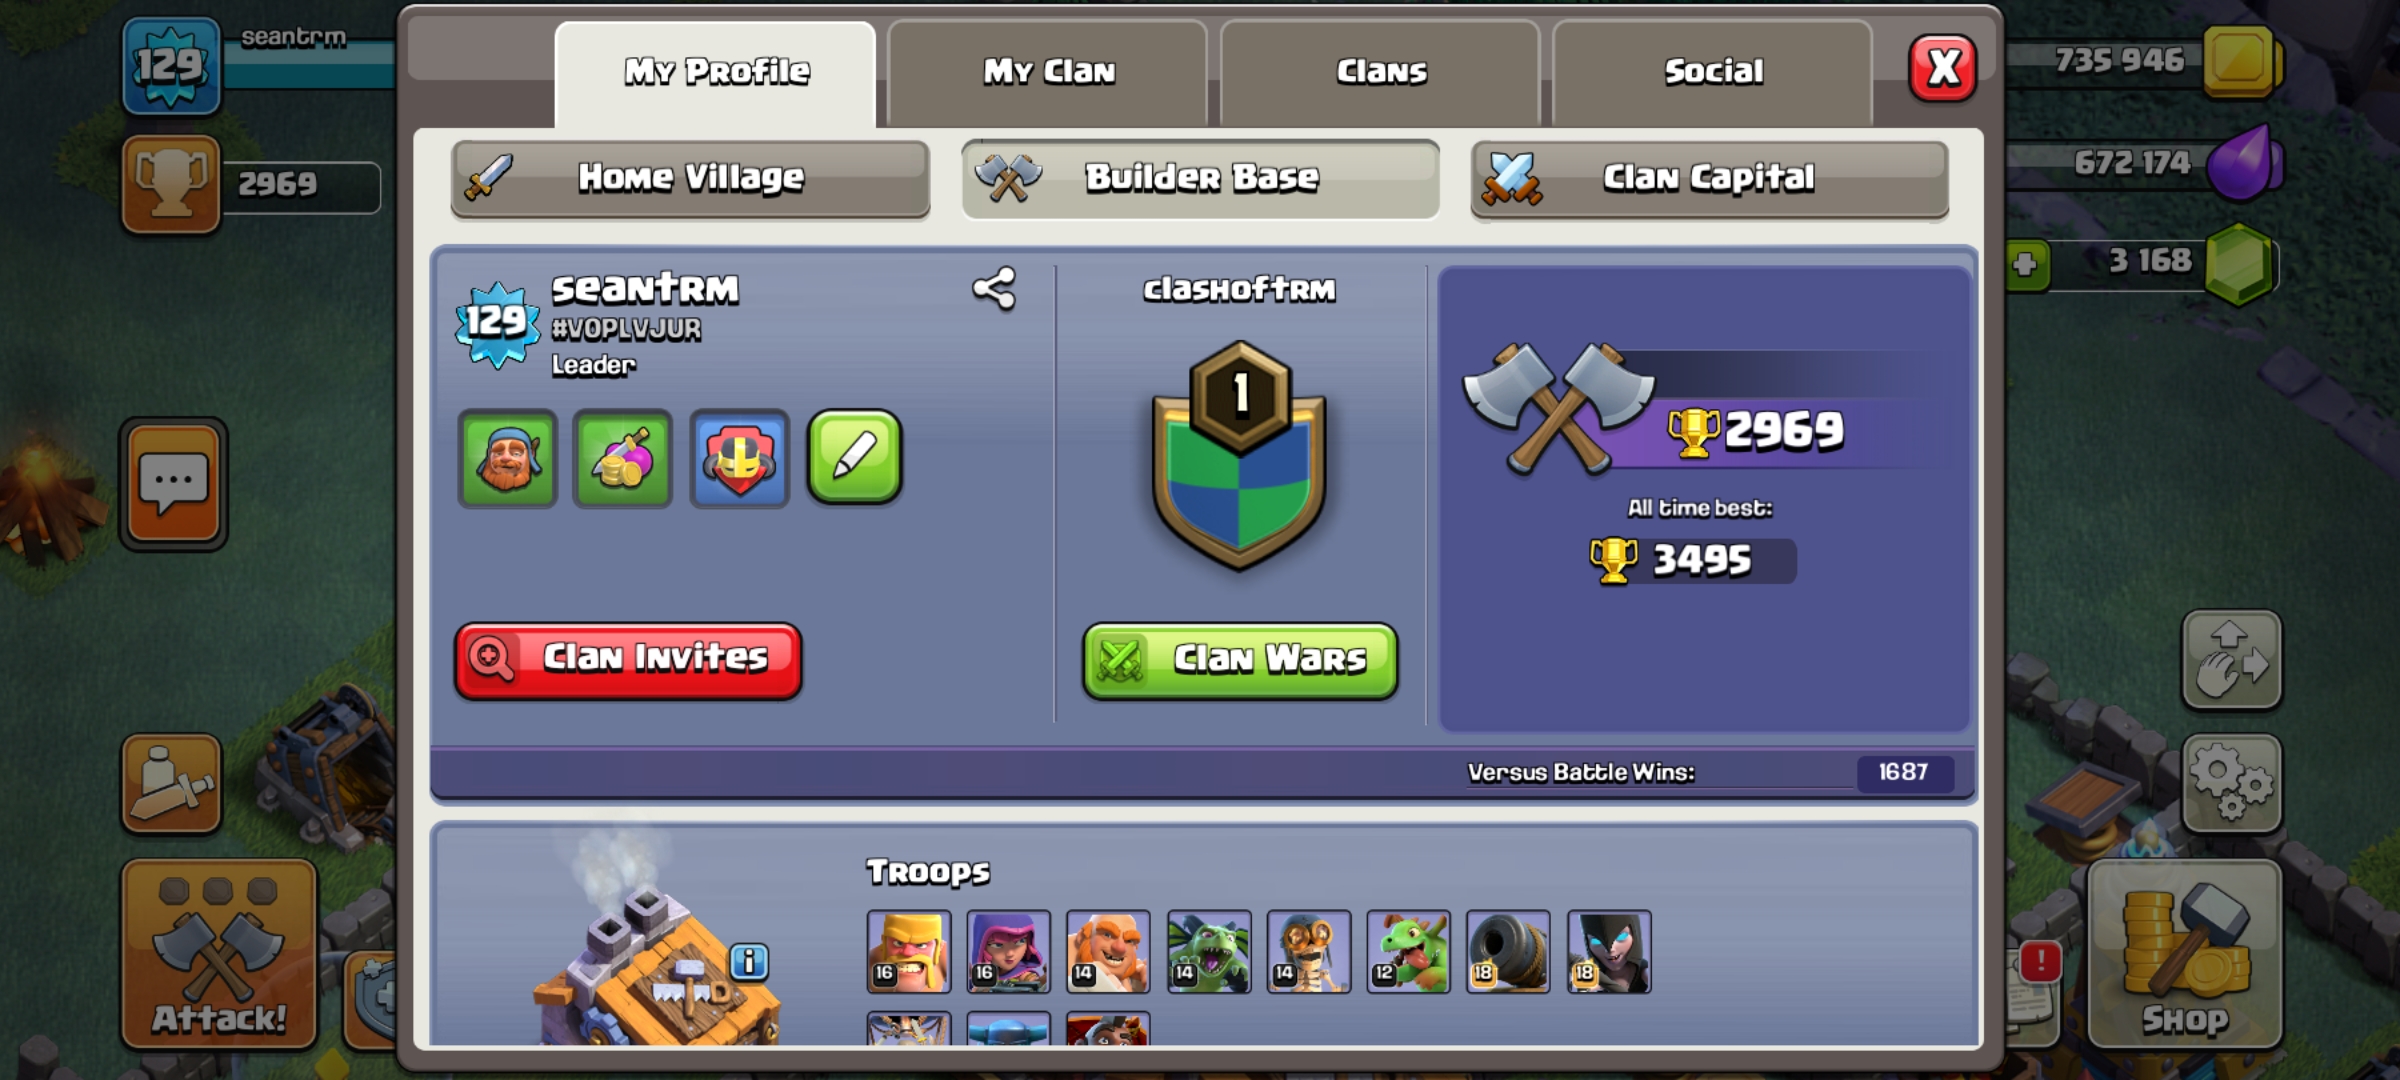 129
seantrm
2969
My Profile
My Clan
Clans
Social
X
735 946
672 174
3 168
Home Village
Builder Base
Clan Capital
129
seantrm
#V0PLVJUR
Leader
clashoftrm
1
2969
All time best:
3495
Clan Invites
Clan Wars
Versus Battle Wins:
1687
Troops
i
16
16
14
14
14
12
18
18
Attack!
!
Shop